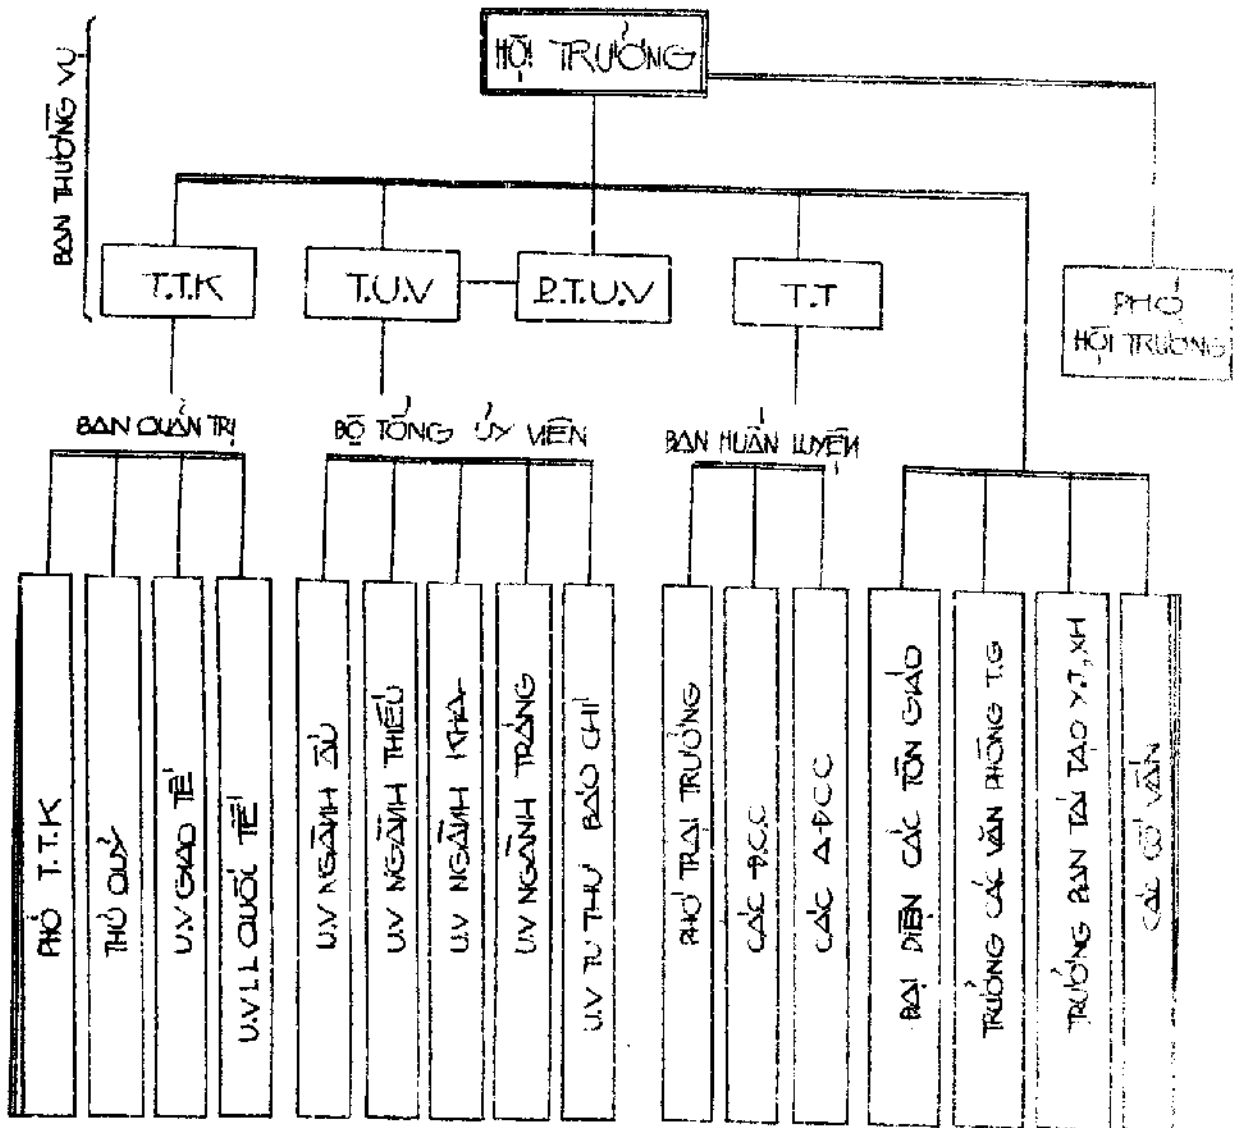 HỘI TRƯỞNG
BAN THƯỜNG VỤ
T.T.K
T.U.V
P.T.U.V
T.T
PHÓ
HỘI TRƯỞNG
BAN QUẢN TRỊ
BỘ TỔNG ỦY VIÊN
BAN HUẤN LUYỆN
PHÓ T.T.K
THỦ QUỸ
U.V GIAO TẾ
U.V L.L QUỐC TẾ
U.V NGÀNH ẤU
U.V NGÀNH THIẾU
U.V NGÀNH KHA
U.V NGÀNH TRÁNG
U.V TU THƯ BÁO CHÍ
PHÓ TRẠI TRƯỞNG
CÁC Đ.C.C
CÁC A.ĐCC
ĐẠI DIỆN CÁC TÔN GIÁO
TRƯỞNG CÁC VĂN PHÒNG T.G
TRƯỞNG BAN TÁI TẠO Y.T, XH
CÁC CỐ VẤN